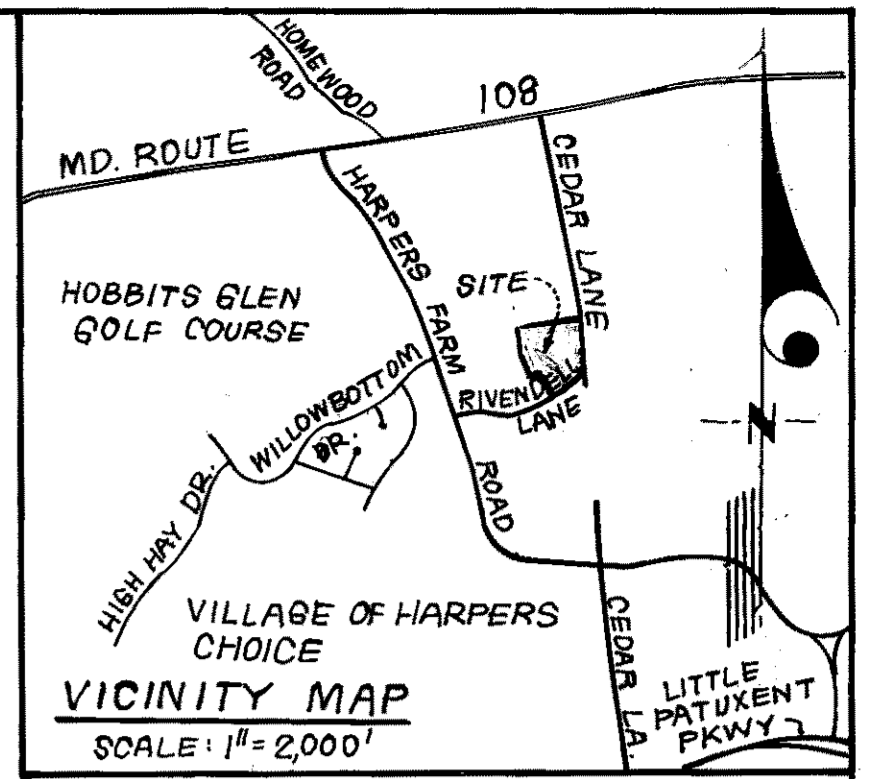 HOMEWOOD
ROAD
MD. ROUTE 108
HARPERS FARM ROAD
CEDAR LANE
HOBBITS GLEN
GOLF COURSE
SITE
WILLOWBOTTOM
DR.
RIVENDELL
LANE
N
HIGH HAY DR.
VILLAGE OF HARPERS
CHOICE
CEDAR LA.
LITTLE
PATUXENT
PKWY
VICINITY MAP
SCALE: 1"= 2,000'